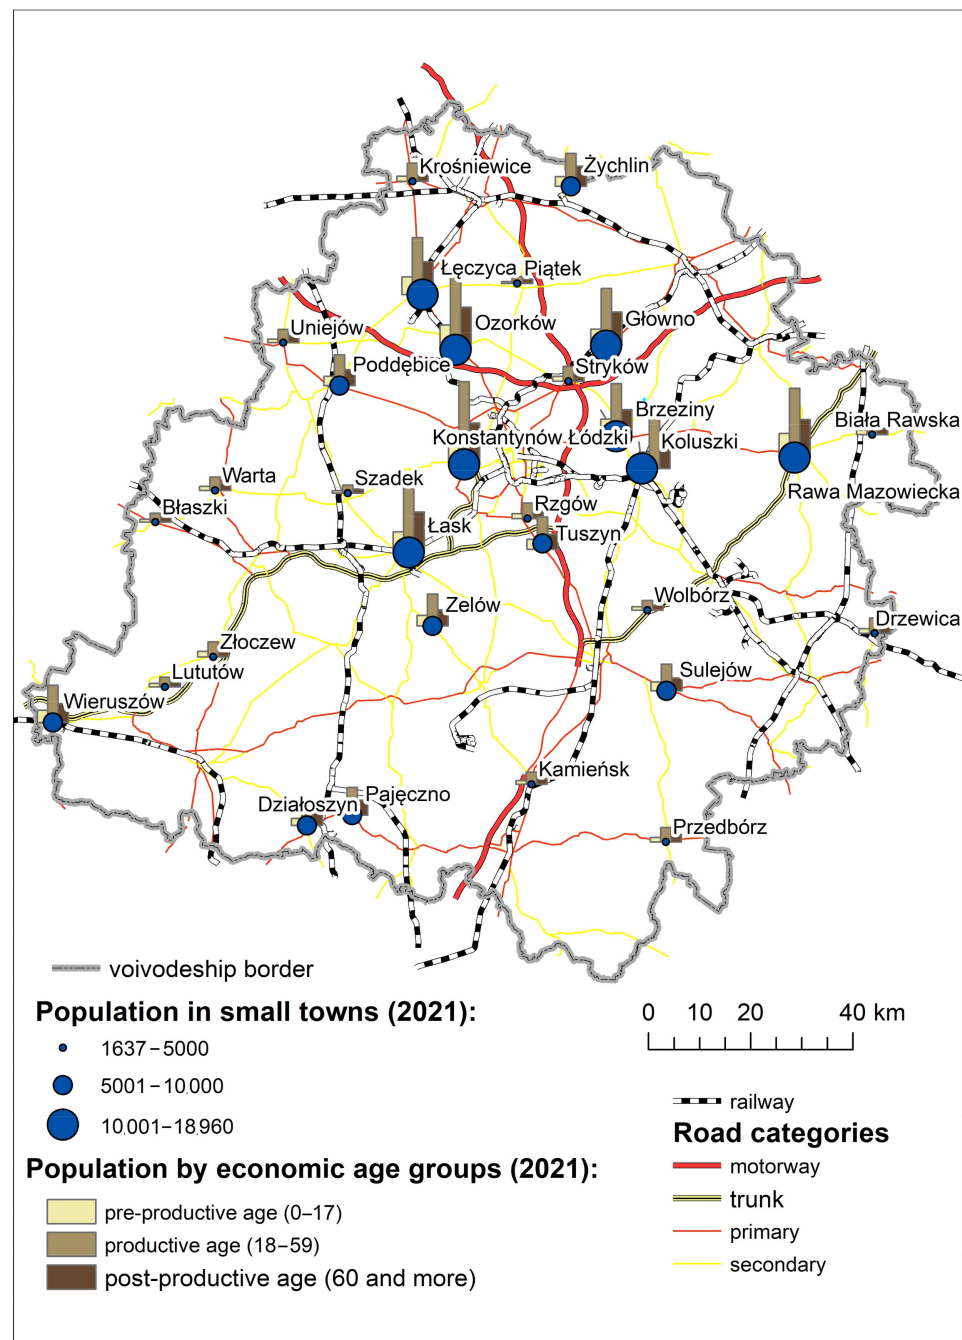 Krośniewice
Żychlin
Łęczyca
Piątek
Uniejów
Ozorków
Głowno
Poddębice
Stryków
Brzeziny
Biała Rawska
Konstantynów Łódzki
Koluszki
Warta
Szadek
Rawa Mazowiecka
Błaszki
Rzgów
Łask
Tuszyn
Zelów
Wolbórz
Drzewica
Złoczew
Lututów
Sulejów
Wieruszów
Kamieńsk
Działoszyn
Pajęczno
Przedbórz
voivodeship border
Population in small towns (2021):
1637–5000
5001–10,000
10,001–18,960
Population by economic age groups (2021):
pre-productive age (0–17)
productive age (18–59)
post-productive age (60 and more)
0 10 20 40 km
railway
Road categories
motorway
trunk
primary
secondary